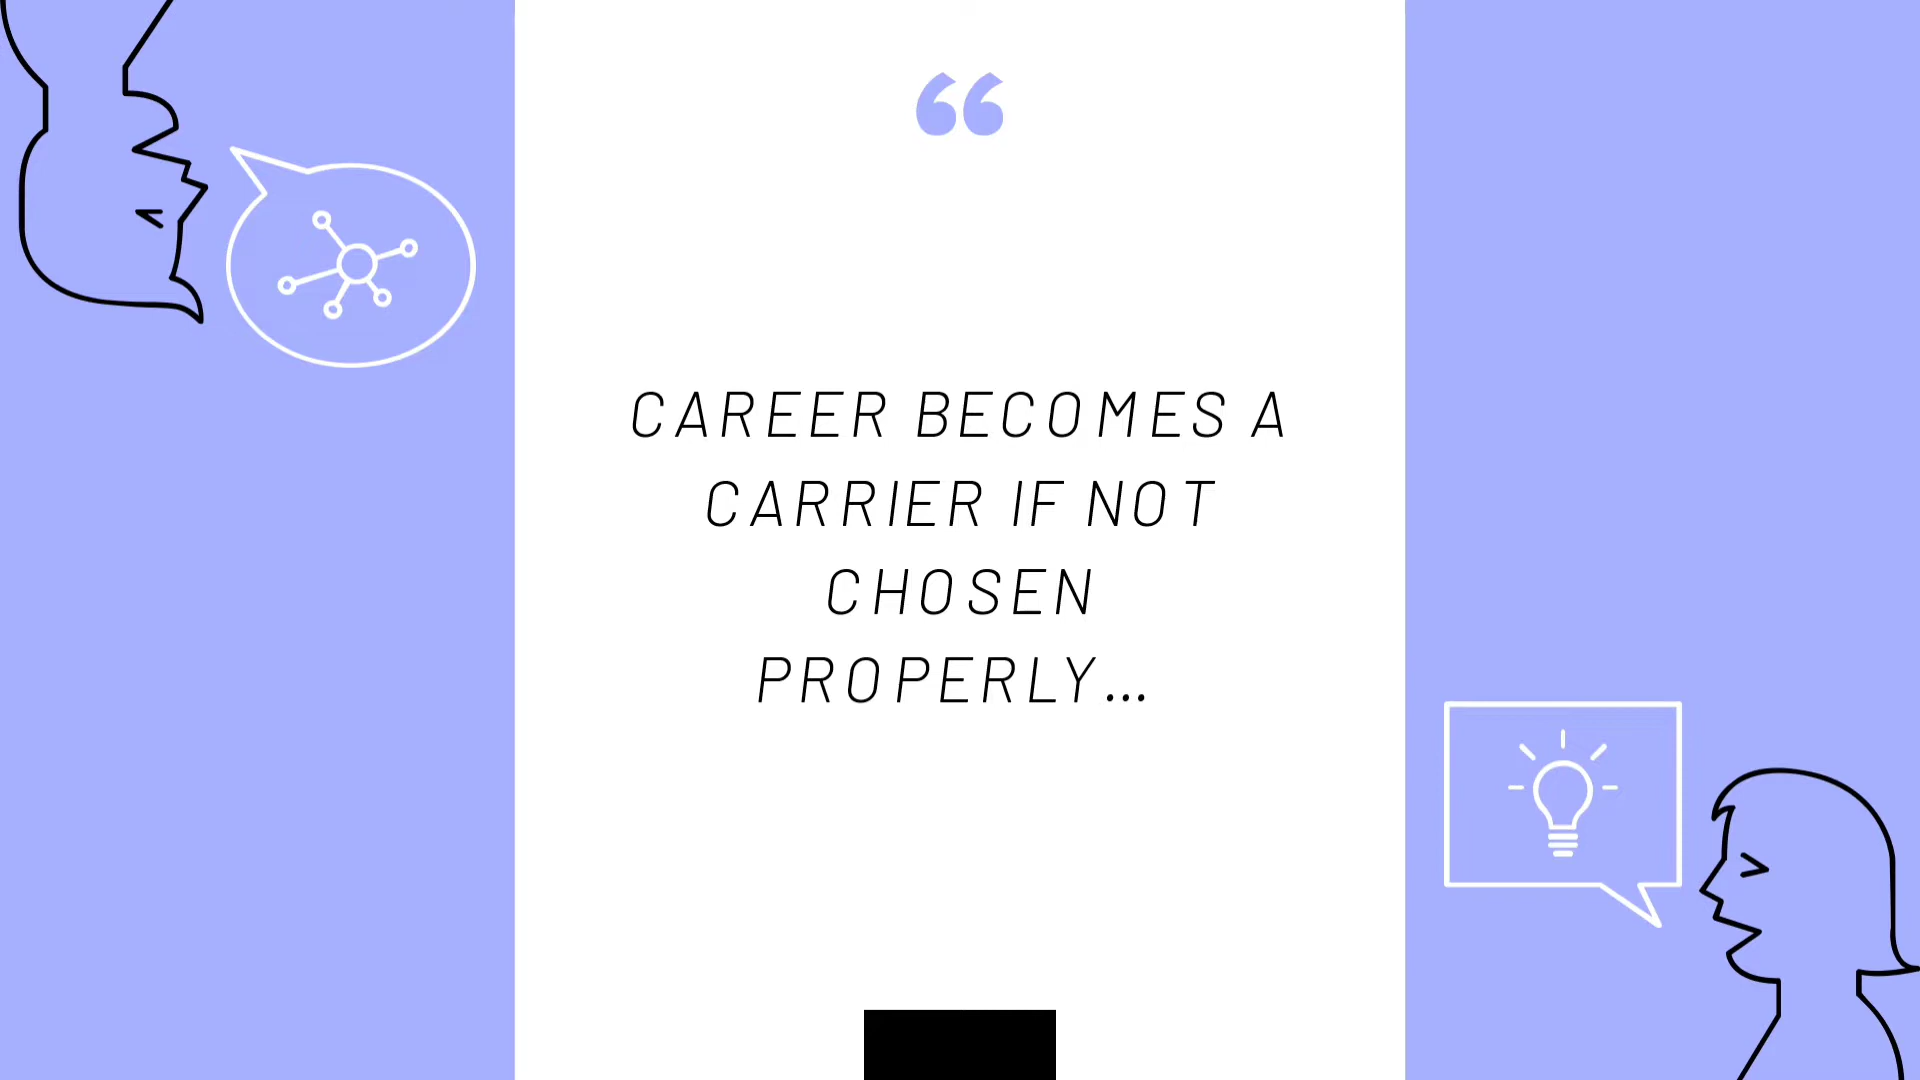 “
CAREER BECOMES A
CARRIER IF NOT
CHOSEN
PROPERLY...